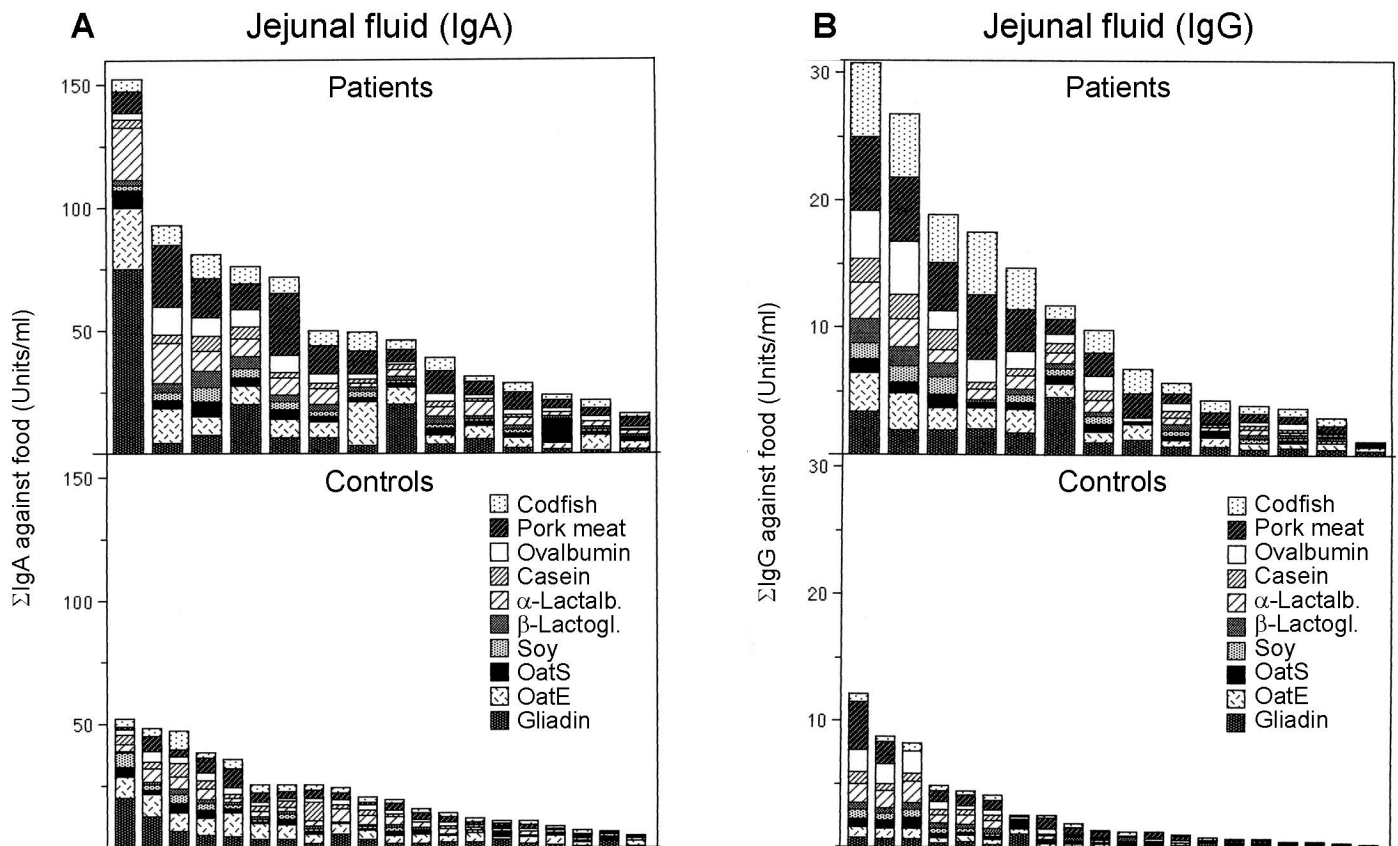 A Jejunal fluid (IgA)
Patients
150
100
50
Controls
150
100
50
ΣIgA against food (Units/ml)
Codfish
Pork meat
Ovalbumin
Casein
α-Lactalb.
β-Lactogl.
Soy
OatS
OatE
Gliadin
B Jejunal fluid (IgG)
Patients
30
20
10
Controls
30
20
10
ΣIgG against food (Units/ml)
Codfish
Pork meat
Ovalbumin
Casein
α-Lactalb.
β-Lactogl.
Soy
OatS
OatE
Gliadin